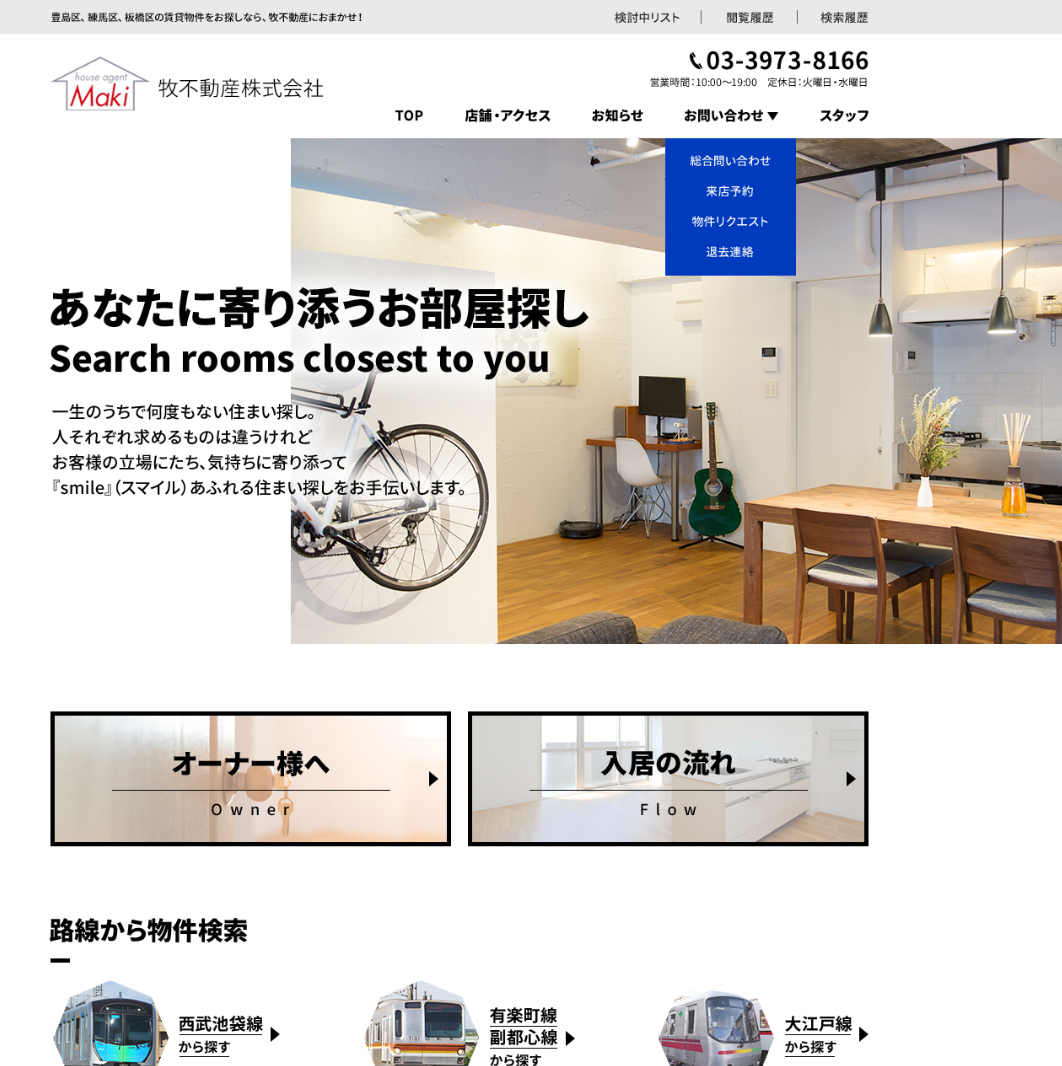 豊島区、練馬区、板橋区の賃貸物件をお探しなら、牧不動産におまかせ！
検討中リスト
閲覧履歴
検索履歴
house agent
Maki
牧不動産株式会社
03-3973-8166
営業時間：10:00〜19:00　定休日：火曜日・水曜日
TOP
店舗・アクセス
お知らせ
お問い合わせ▼
スタッフ
総合問い合わせ
来店予約
物件リクエスト
退去連絡
あなたに寄り添うお部屋探し
Search rooms closest to you
一生のうちで何度もない住まい探し。
人それぞれ求めるものは違うけれど
お客様の立場にたち、気持ちに寄り添って
『smile』（スマイル）あふれる住まい探しをお手伝いします。
オーナー様へ
Owner
入居の流れ
Flow
路線から物件検索
西武池袋線
から探す
有楽町線
副都心線
から探す
大江戸線
から探す